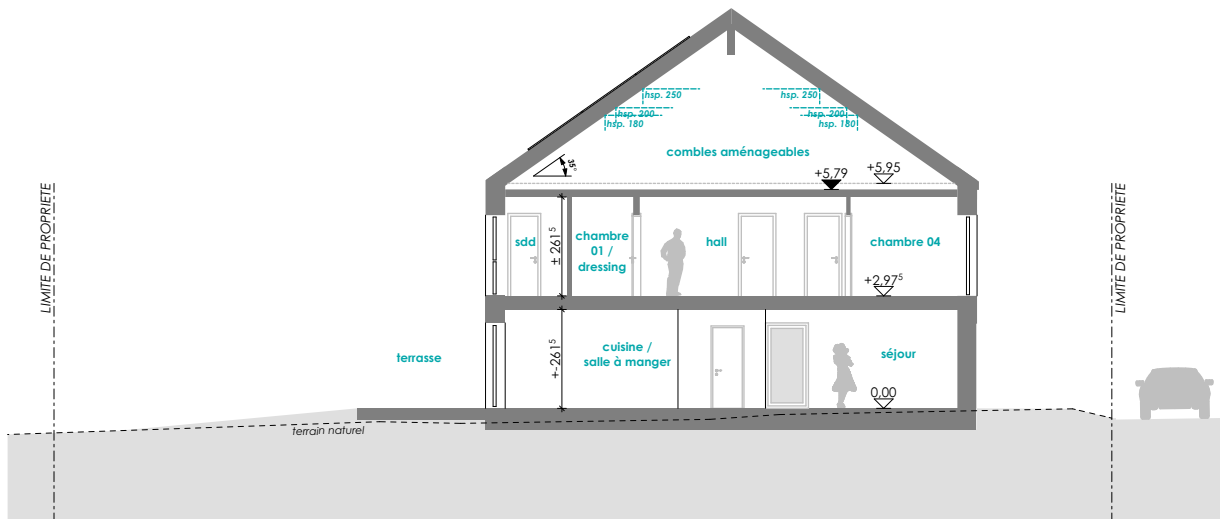 hsp. 250
hsp. 250
hsp. 200
hsp. 200
hsp. 180
hsp. 180
combles aménageables
35°
+5,79
+5,95
LIMITE DE PROPRIETE
LIMITE DE PROPRIETE
sdd
± 261⁵
chambre
01 /
dressing
hall
chambre 04
+2,97⁵
terrasse
+-261⁵
cuisine /
salle à manger
séjour
0,00
terrain naturel